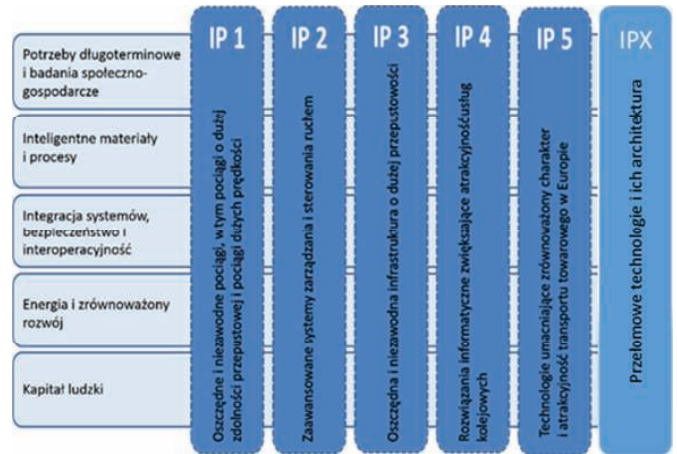 IP 1
IP 2
IP 3
IP 4
IP 5
IPX
Potrzeby długoterminowe
i badania społeczno-
gospodarcze
Inteligentne materiały
i procesy
Integracja systemów,
bezpieczeństwo i
interoperacyjność
Energia i zrównoważony
rozwój
Kapitał ludzki
Oszczędne i niezawodne pociągi, w tym pociągi o dużej
zdolności przepustowej i pociągi dużych prędkości
Zaawansowane systemy zarządzania i sterowania ruchem
Oszczędna i niezawodna infrastruktura o dużej przepustowości
Rozwiązania informatyczne zwiększające atrakcyjnośćusług
kolejowych
Technologie umacniające zrównoważony charakter
i atrakcyjność transportu towarowego w Europie
Przełomowe technologie i ich architektura